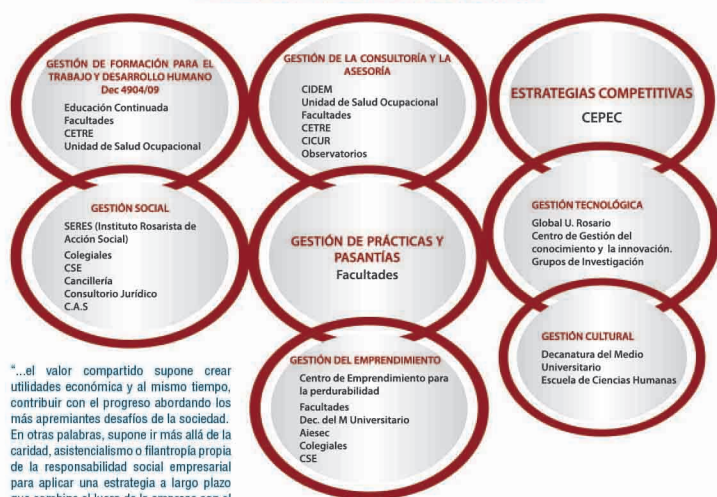 GESTIÓN DE FORMACIÓN PARA EL
TRABAJO Y DESARROLLO HUMANO
Dec 4904/09
Educación Continuada
Facultades
CETRE
Unidad de Salud Ocupacional
GESTIÓN DE LA CONSULTORÍA Y LA
ASESORÍA
CIDEM
Unidad de Salud Ocupacional
Facultades
CETRE
CICUR
Observatorios
ESTRATEGIAS COMPETITIVAS
CEPEC
GESTIÓN SOCIAL
SERES (Instituto Rosarista de
Acción Social)
Colegiales
CSE
Cancillería
Consultorio Jurídico
C.A.S
GESTIÓN DE PRÁCTICAS Y
PASANTÍAS
Facultades
GESTIÓN TECNOLÓGICA
Global U. Rosario
Centro de Gestión del
conocimiento y la innovación.
Grupos de Investigación
GESTIÓN DEL EMPRENDIMIENTO
Centro de Emprendimiento para
la perdurabilidad
Facultades
Dec. del M Universitario
Aiesec
Colegiales
CSE
GESTIÓN CULTURAL
Decanatura del Medio
Universitario
Escuela de Ciencias Humanas
"...el valor compartido supone crear
utilidades económica y al mismo tiempo,
contribuir con el progreso abordando los
más apremiantes desafíos de la sociedad.
En otras palabras, supone ir más allá de la
caridad, asistencialismo o filantropía propia
de la responsabilidad social empresarial
para aplicar una estrategia a largo plazo